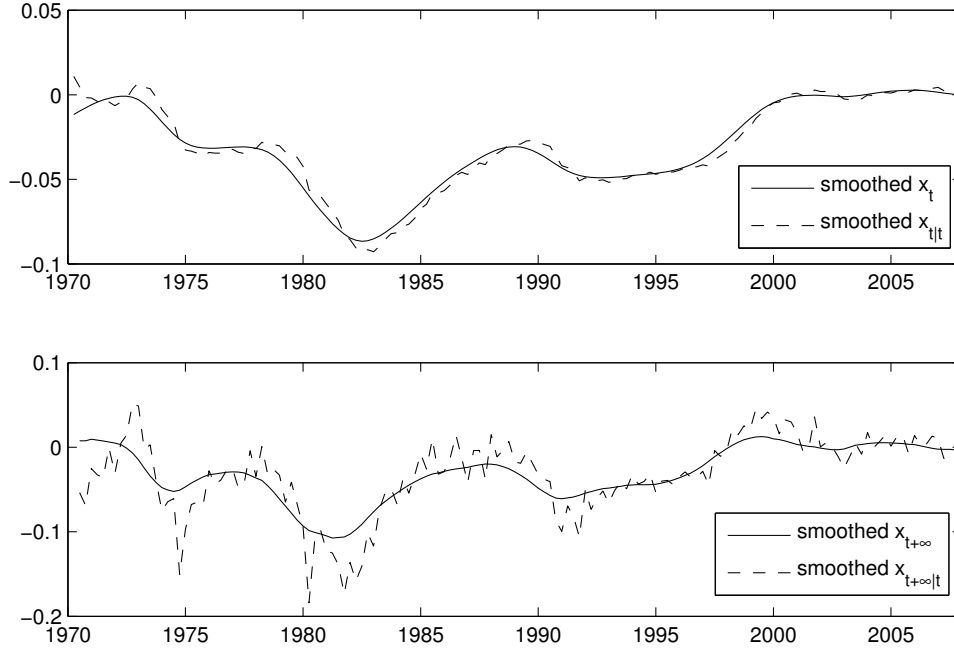 0.05
0
−0.05
−0.1
1970 1975 1980 1985 1990 1995 2000 2005
smoothed x_t
smoothed x_{t|t}
0.1
0
−0.1
−0.2
1970 1975 1980 1985 1990 1995 2000 2005
smoothed x_{t+∞}
smoothed x_{t+∞|t}